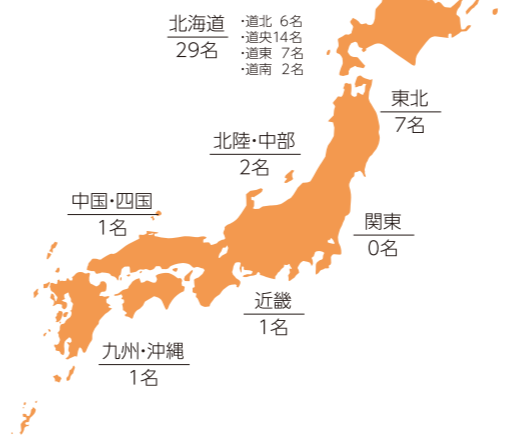 北海道
29名
・道北 6名
・道央14名
・道東 7名
・道南 2名
東北
7名
北陸・中部
2名
中国・四国
1名
関東
0名
近畿
1名
九州・沖縄
1名